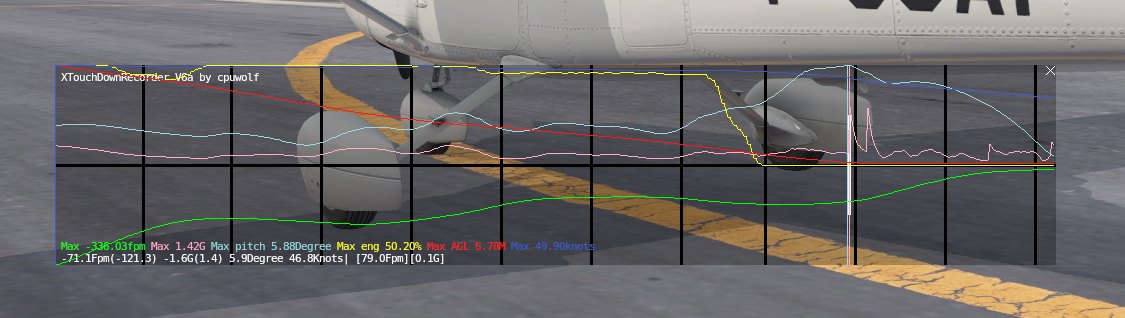 XTouchDownRecorder V6a by cpuwolf
Max -336.03fpm Max 1.42G Max pitch 5.88Degree Max eng 50.20% Max AGL 6.78M Max 49.90knots
-71.1Fpm(-121.3) -1.6G(1.4) 5.9Degree 46.8Knots| [79.0Fpm][0.1G]